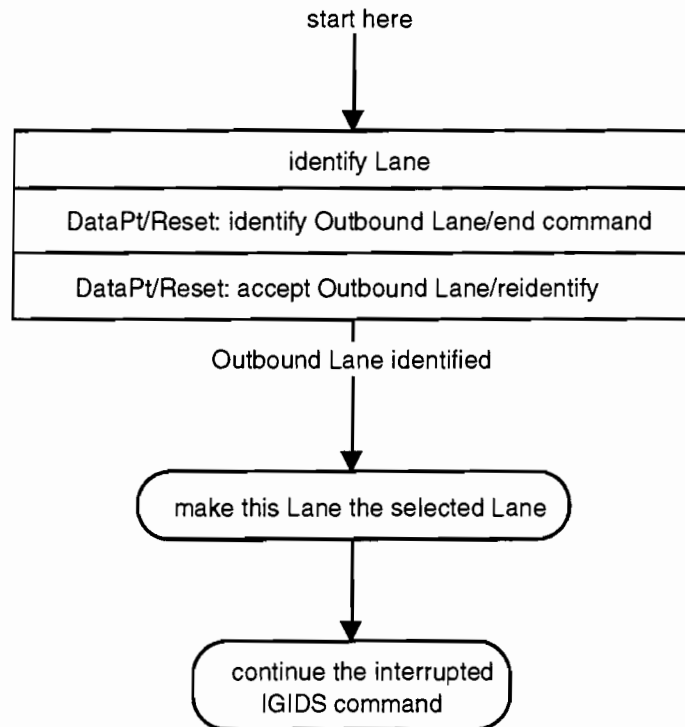 start here
identify Lane
DataPt/Reset: identify Outbound Lane/end command
DataPt/Reset: accept Outbound Lane/reidentify
Outbound Lane identified
make this Lane the selected Lane
continue the interrupted
IGIDS command